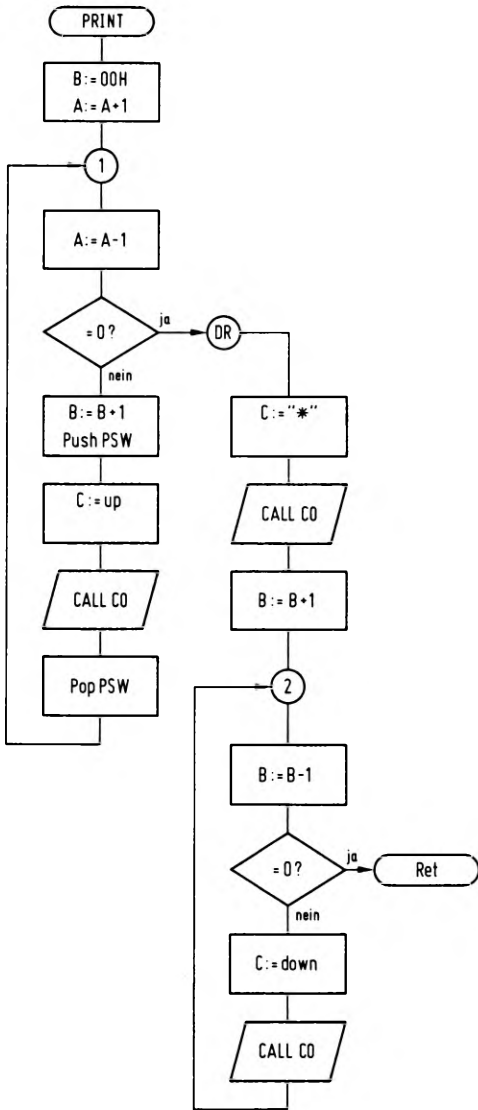 PRINT
B:=00H
A:=A+1
1
A:=A-1
=0?
ja
DR
nein
B:=B+1
Push PSW
C:=up
CALL CO
Pop PSW
C:="*"
CALL CO
B:=B+1
2
B:=B-1
=0?
ja
Ret
nein
C:=down
CALL CO